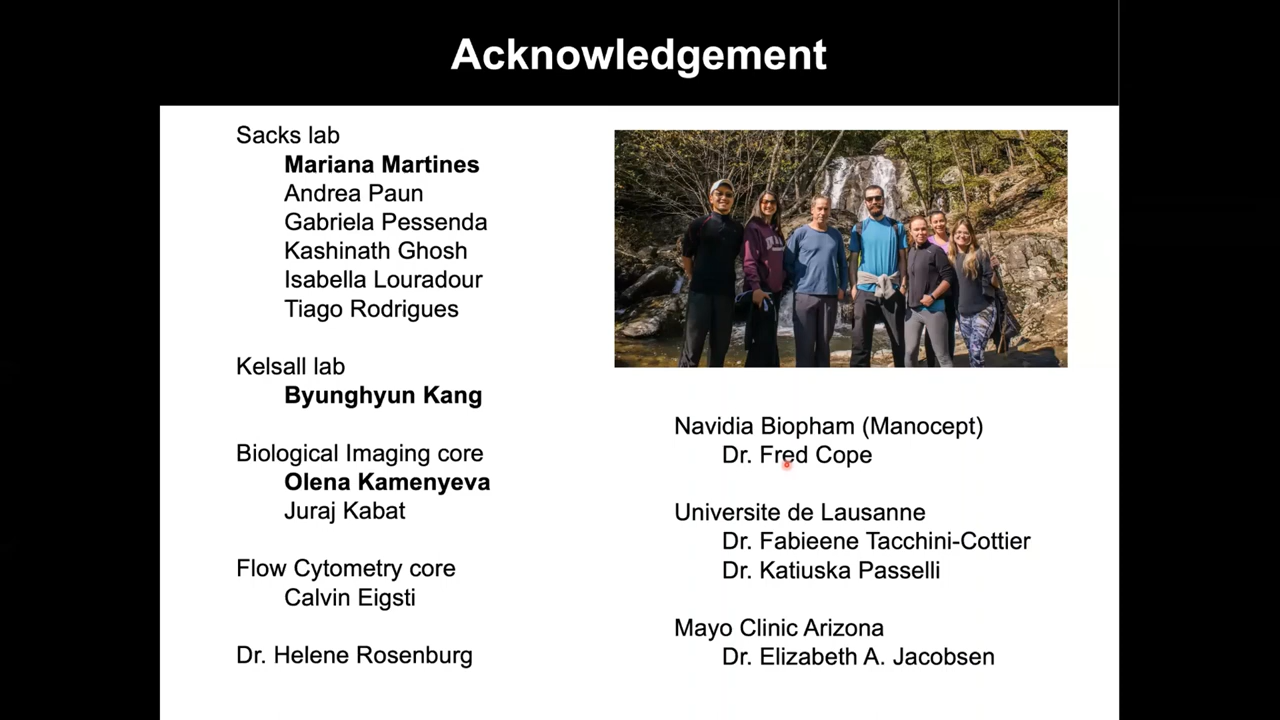 Acknowledgement
Sacks lab
Mariana Martines
Andrea Paun
Gabriela Pessenda
Kashinath Ghosh
Isabella Louradour
Tiago Rodrigues
Kelsall lab
Byunghyun Kang
Biological Imaging core
Olena Kamenyeva
Juraj Kabat
Flow Cytometry core
Calvin Eigsti
Dr. Helene Rosenburg
Navidia Biopham (Manocept)
Dr. Fred Cope
Universite de Lausanne
Dr. Fabieene Tacchini-Cottier
Dr. Katiuska Passelli
Mayo Clinic Arizona
Dr. Elizabeth A. Jacobsen